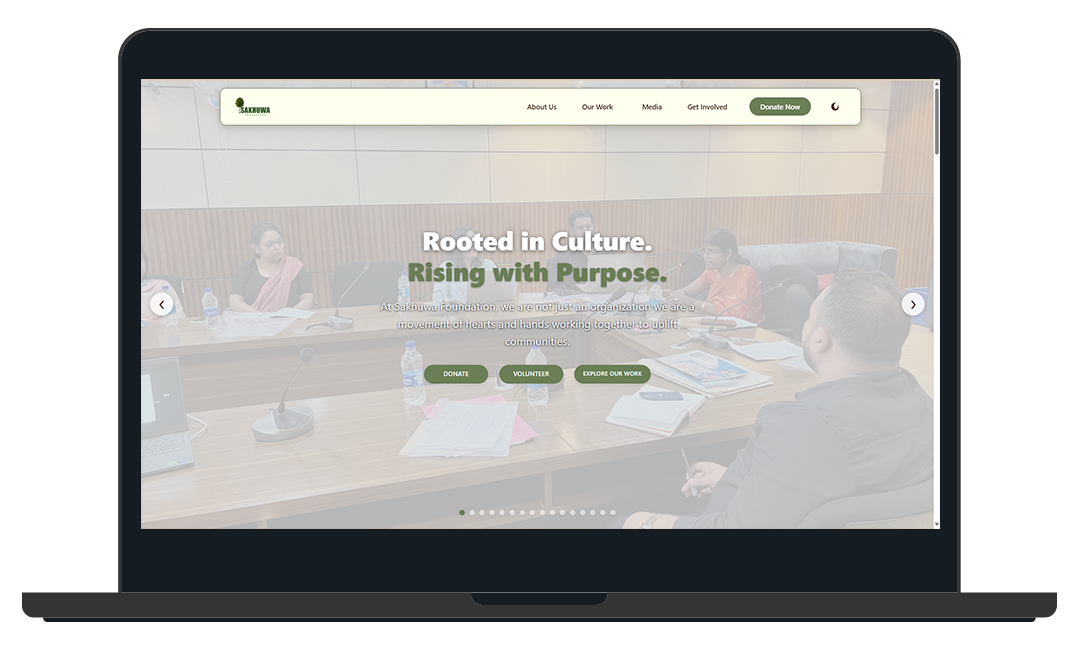 SAKHUWA
About Us
Our Work
Media
Get Involved
Donate Now
Rooted in Culture.
Rising with Purpose.
At Sakhuwa Foundation, we are not just an organization we are a
movement of hearts and hands working together to uplift
communities.
DONATE
VOLUNTEER
EXPLORE OUR WORK